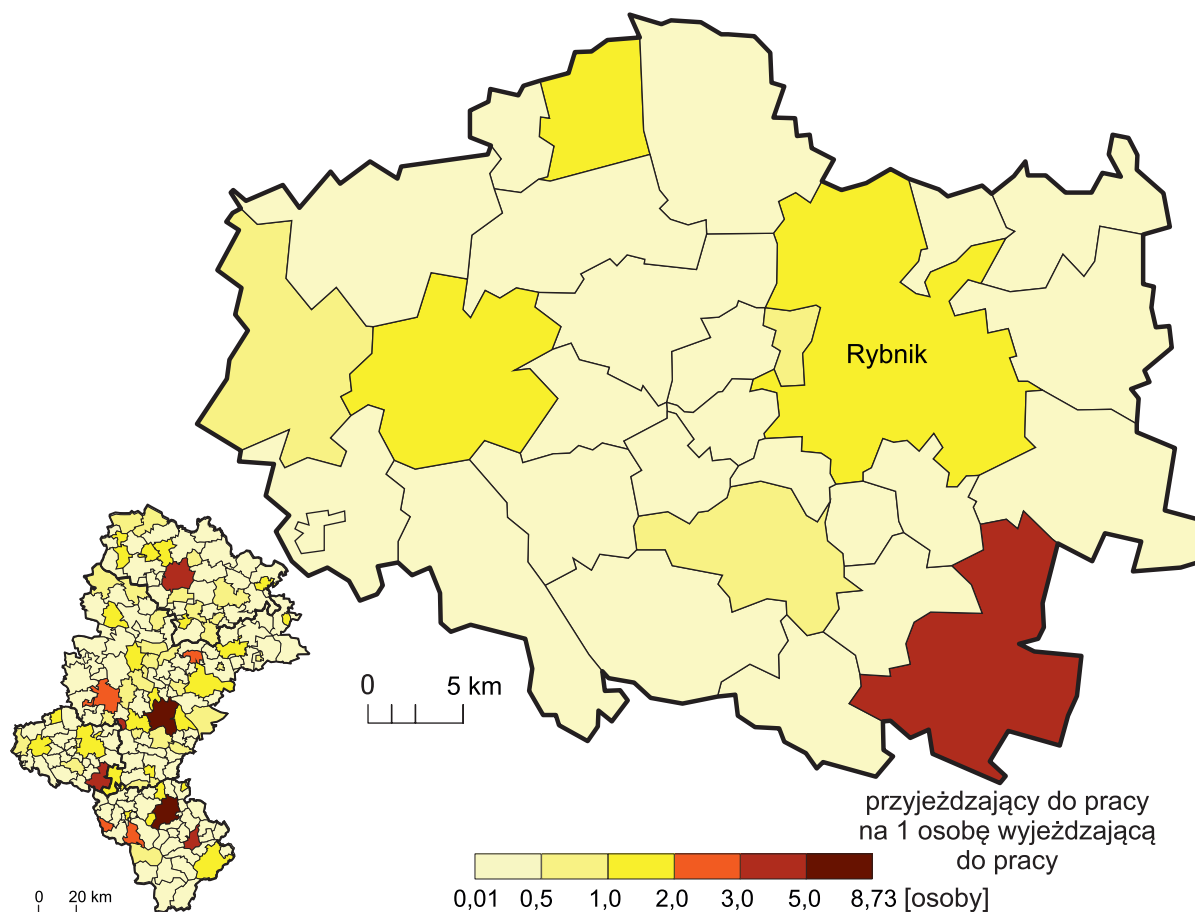 Rybnik
0 5 km
przyjeżdzający do pracy
na 1 osobę wyjeżdzającą
do pracy
0,01 0,5 1,0 2,0 3,0 5,0 8,73 [osoby]
0 20 km